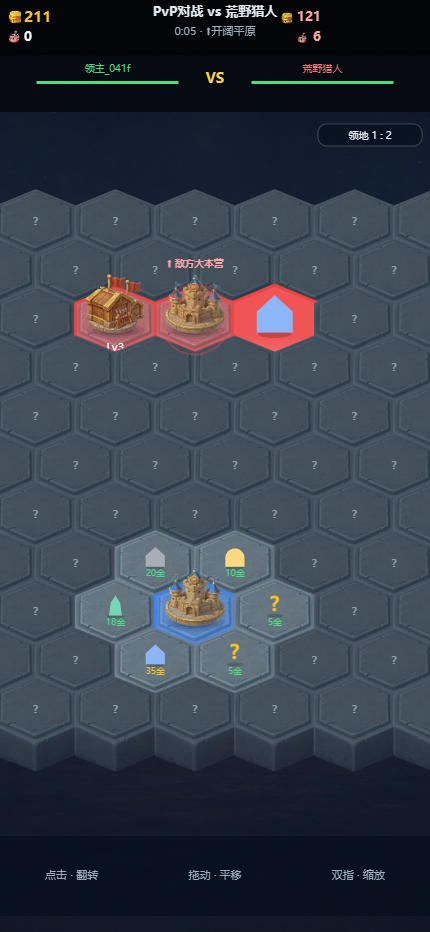 211
0
PvP对战 vs 荒野猎人
0:05 · ⬆开阔平原
121
6
领主_041f
VS
荒野猎人
领地 1 : 2
? ? ? ? ?
⬆ 敌方大本营
? ? ? ? ?
? ?
Lv3
? ? ? ? ?
? ? ? ? ?
? ? ? ? ?
? ? ? ? ?
? ? ?
20金 10金
? ? ?
18金 5金
? ? ? ?
35金 5金
? ? ? ? ?
点击 · 翻转
拖动 · 平移
双指 · 缩放